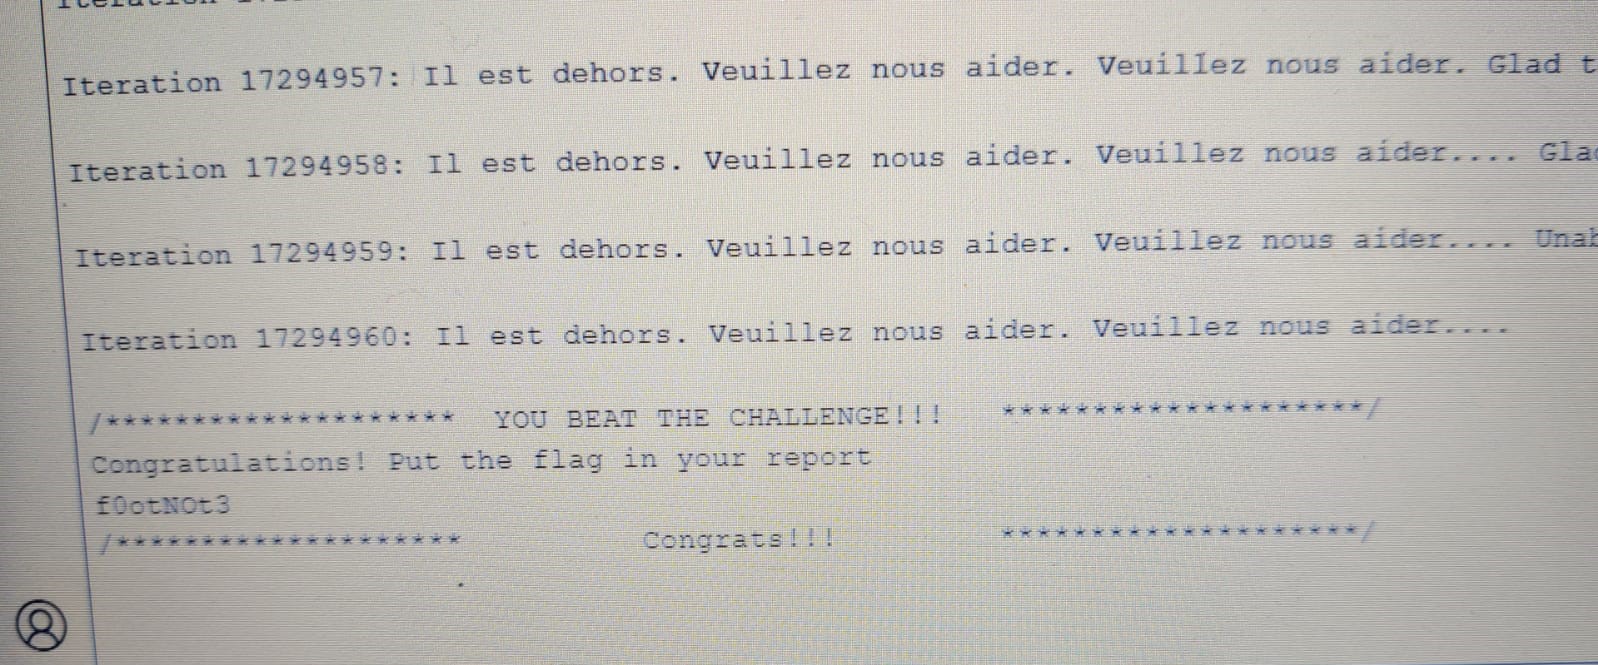 Iteration 17294957: Il est dehors. Veuillez nous aider. Veuillez nous aider. Glad
Iteration 17294958: Il est dehors. Veuillez nous aider. Veuillez nous aider....
Iteration 17294959: Il est dehors. Veuillez nous aider. Veuillez nous aider....
Iteration 17294960: Il est dehors. Veuillez nous aider. Veuillez nous aider....
/******************** YOU BEAT THE CHALLENGE!!! ********************/
Congratulations! Put the flag in your report
f0otNOt3
/******************** Congrats!!! ********************/